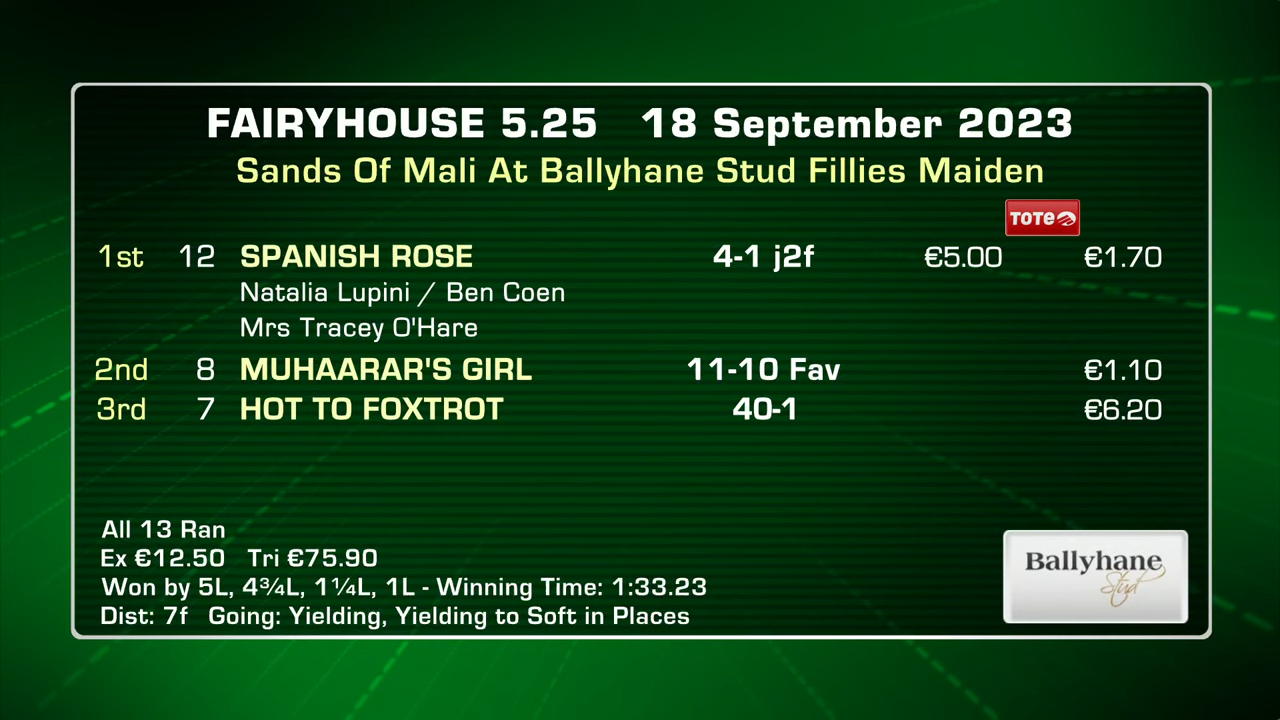 FAIRYHOUSE 5.25 18 September 2023
Sands Of Mali At Ballyhane Stud Fillies Maiden
TOTE
1st 12 SPANISH ROSE 4-1 j2f €5.00 €1.70
Natalia Lupini / Ben Coen
Mrs Tracey O'Hare
2nd 8 MUHAARAR'S GIRL 11-10 Fav €1.10
3rd 7 HOT TO FOXTROT 40-1 €6.20
All 13 Ran
Ex €12.50 Tri €75.90
Won by 5L, 4¾L, 1¼L, 1L - Winning Time: 1:33.23
Dist: 7f Going: Yielding, Yielding to Soft in Places
Ballyhane
Stud